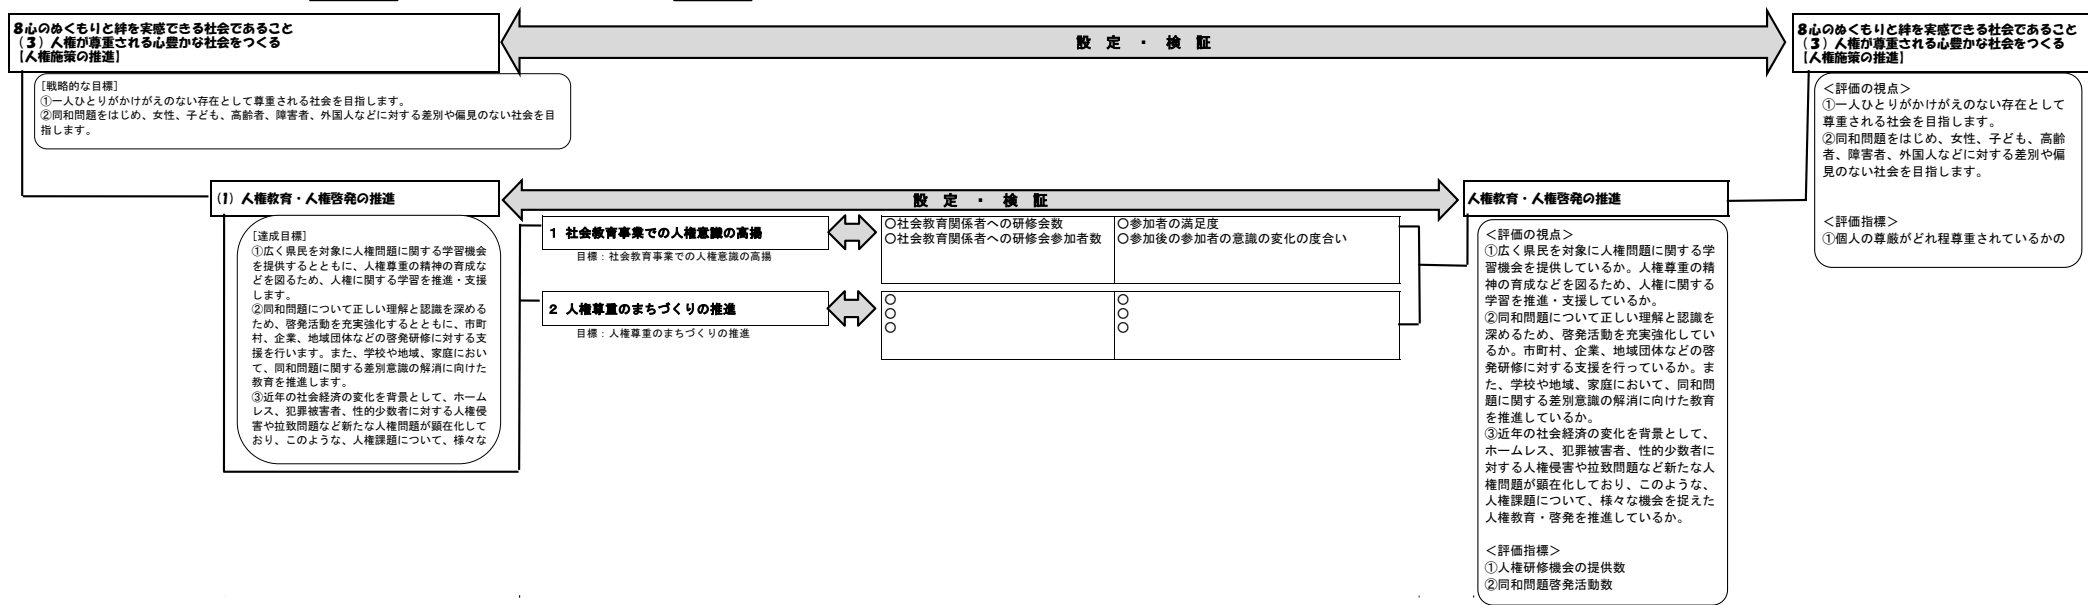 8心のぬくもりと絆を実感できる社会であること
(3)人権が尊重される心豊かな社会をつくる
【人権施策の推進】
設 定 ・ 検 証
8心のぬくもりと絆を実感できる社会であること
(3)人権が尊重される心豊かな社会をつくる
【人権施策の推進】
[戦略的な目標]
①一人ひとりがかけがえのない存在として尊重される社会を目指します。
②同和問題をはじめ、女性、子ども、高齢者、障害者、外国人などに対する差別や偏見のない社会を目
指します。
＜評価の視点＞
①一人ひとりがかけがえのない存在として
尊重される社会を目指します。
②同和問題をはじめ、女性、子ども、高齢
者、障害者、外国人などに対する差別や偏
見のない社会を目指します。
＜評価指標＞
①個人の尊厳がどれ程尊重されているかの
(1) 人権教育・人権啓発の推進
設 定 ・ 検 証
人権教育・人権啓発の推進
[達成目標]
①広く県民を対象に人権問題に関する学習機会
を提供するとともに、人権尊重の精神の育成な
どを図るため、人権に関する学習を推進・支援
します。
②同和問題について正しい理解と認識を深める
ため、啓発活動を充実強化するとともに、市町
村、企業、地域団体などの啓発研修に対する支
援を行います。また、学校や地域、家庭におい
て、同和問題に関する差別意識の解消に向けた
教育を推進します。
③近年の社会経済の変化を背景として、ホーム
レス、犯罪被害者、性的少数者に対する人権侵
害や拉致問題など新たな人権問題が顕在化して
おり、このような、人権課題について、様々な
1 社会教育事業での人権意識の高揚
目標：社会教育事業での人権意識の高揚
○社会教育関係者への研修会数
○社会教育関係者への研修会参加者数
○参加者の満足度
○参加後の参加者の意識の変化の度合い
2 人権尊重のまちづくりの推進
目標：人権尊重のまちづくりの推進
○
○
○
○
○
○
＜評価の視点＞
①広く県民を対象に人権問題に関する学
習機会を提供しているか。人権尊重の精
神の育成などを図るため、人権に関する
学習を推進・支援しているか。
②同和問題について正しい理解と認識を
深めるため、啓発活動を充実強化してい
るか。市町村、企業、地域団体などの啓
発研修に対する支援を行っているか。ま
た、学校や地域、家庭において、同和問
題に関する差別意識の解消に向けた教育
を推進しているか。
③近年の社会経済の変化を背景として、
ホームレス、犯罪被害者、性的少数者に
対する人権侵害や拉致問題など新たな人
権問題が顕在化しており、このような、
人権課題について、様々な機会を捉えた
人権教育・啓発を推進しているか。
＜評価指標＞
①人権研修機会の提供数
②同和問題啓発活動数